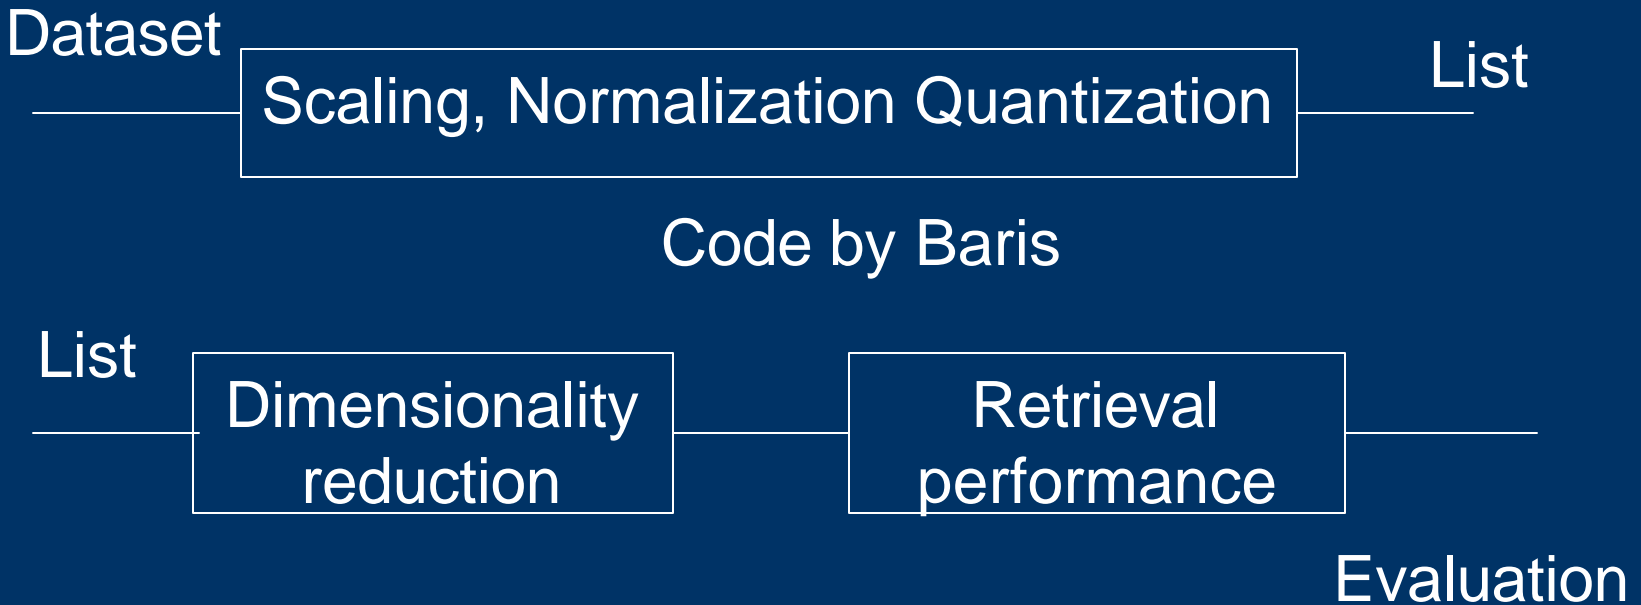 Dataset
List
Scaling, Normalization Quantization
Code by Baris
List
Dimensionality
reduction
Retrieval
performance
Evaluation